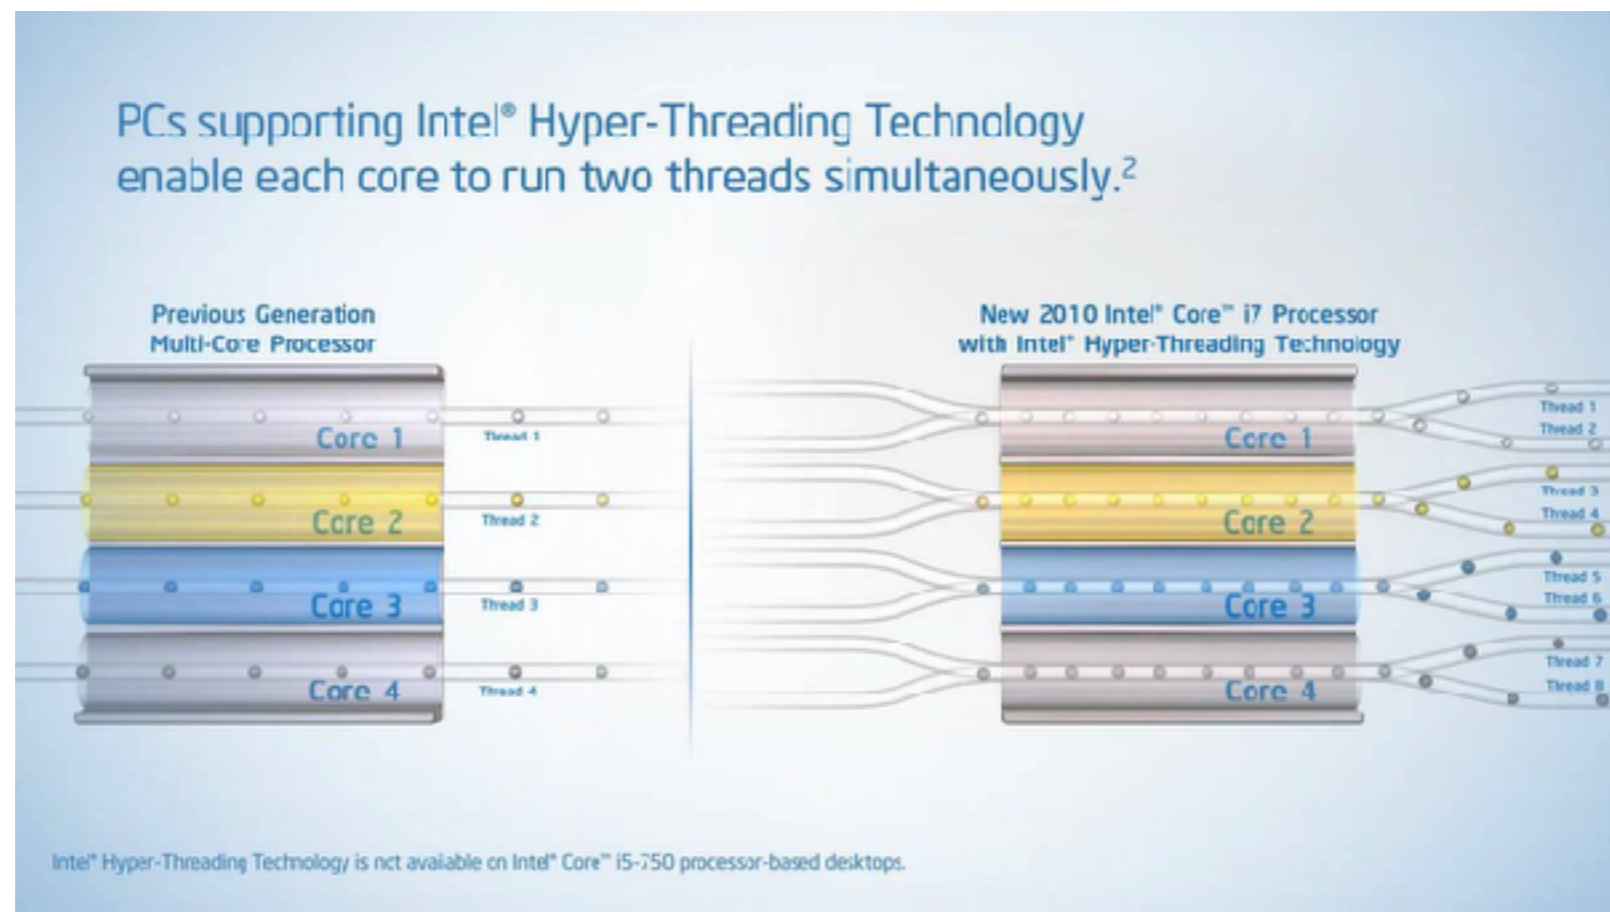 PCs supporting Intel® Hyper-Threading Technology
enable each core to run two threads simultaneously.²
Previous Generation
Multi-Core Processor
Core 1
Thread 1
Core 2
Thread 2
Core 3
Thread 3
Core 4
Thread 4
New 2010 Intel® Core™ i7 Processor
with Intel® Hyper-Threading Technology
Core 1
Thread 1
Thread 2
Core 2
Thread 3
Thread 4
Core 3
Thread 5
Thread 6
Core 4
Thread 7
Thread 8
Intel® Hyper-Threading Technology is not available on Intel® Core™ i5-750 processor-based desktops.